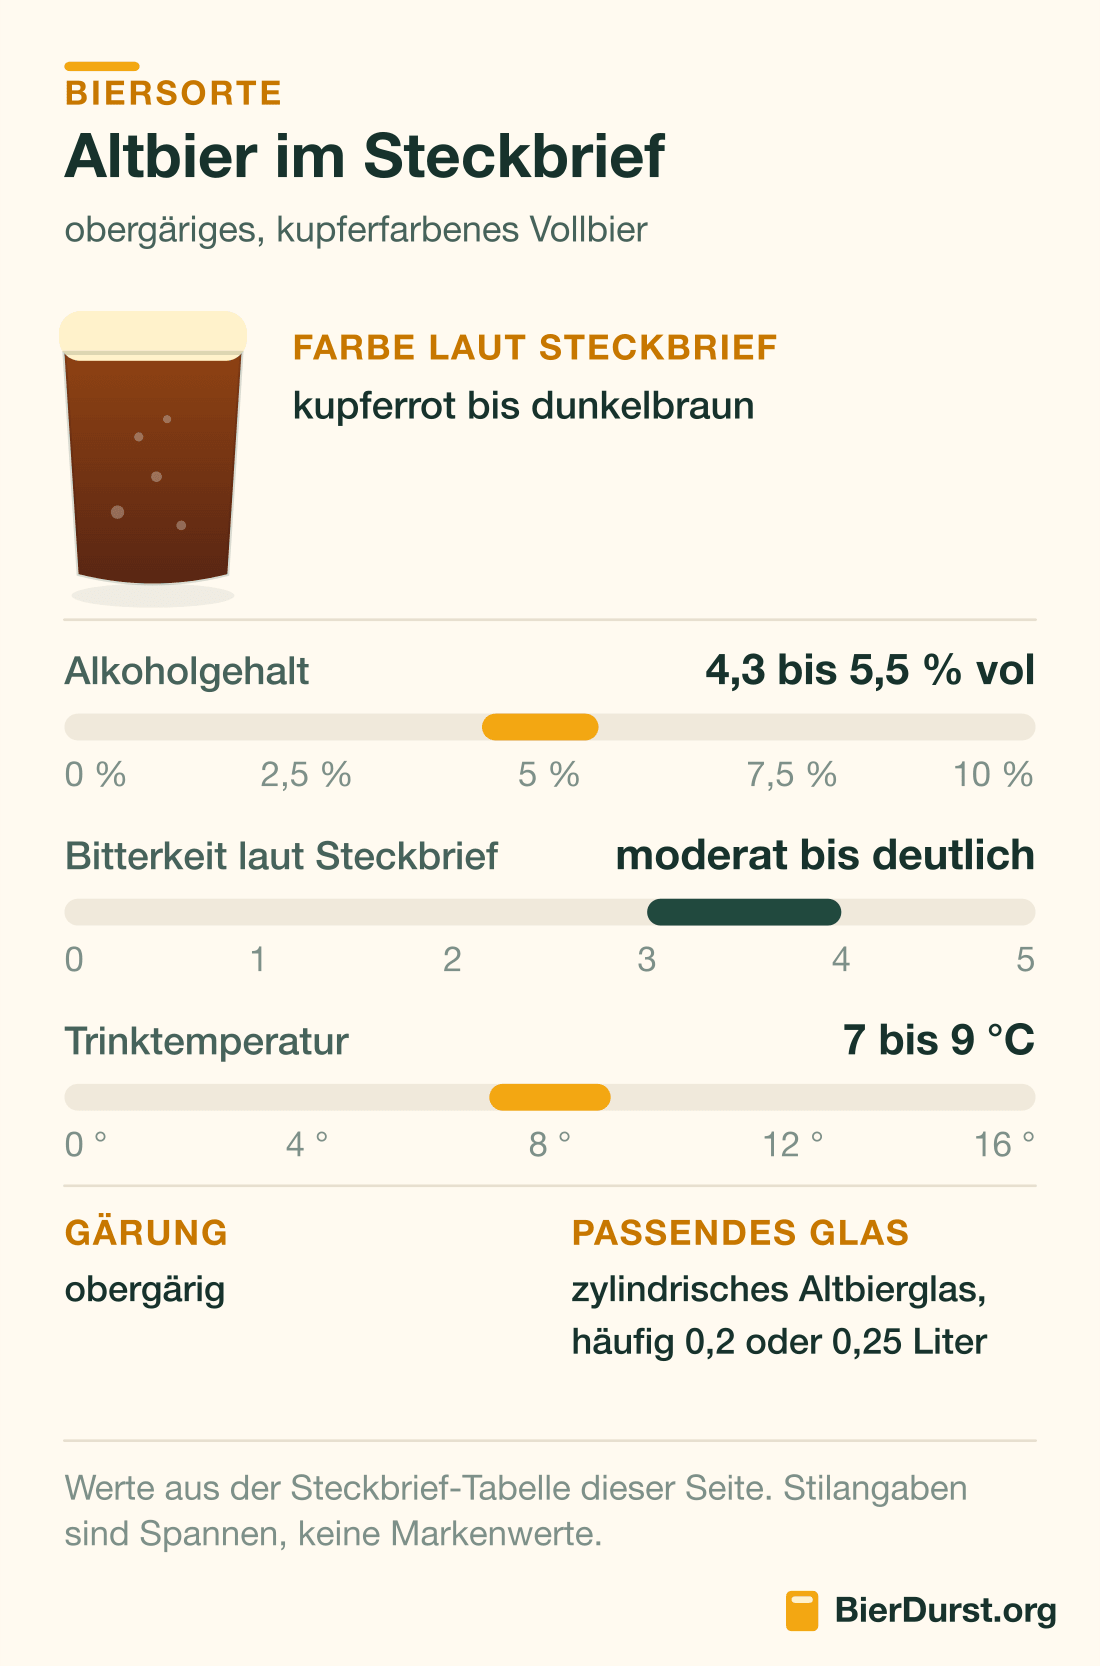 BIERSORTE
Altbier im Steckbrief
obergäriges, kupferfarbenes Vollbier
FARBE LAUT STECKBRIEF
kupferrot bis dunkelbraun
Alkoholgehalt 4,3 bis 5,5 % vol
0 % 2,5 % 5 % 7,5 % 10 %
Bitterkeit laut Steckbrief moderat bis deutlich
0 1 2 3 4 5
Trinktemperatur 7 bis 9 °C
0 ° 4 ° 8 ° 12 ° 16 °
GÄRUNG
obergärig
PASSENDES GLAS
zylindrisches Altbierglas,
häufig 0,2 oder 0,25 Liter
Werte aus der Steckbrief-Tabelle dieser Seite. Stilangaben
sind Spannen, keine Markenwerte.
BierDurst.org